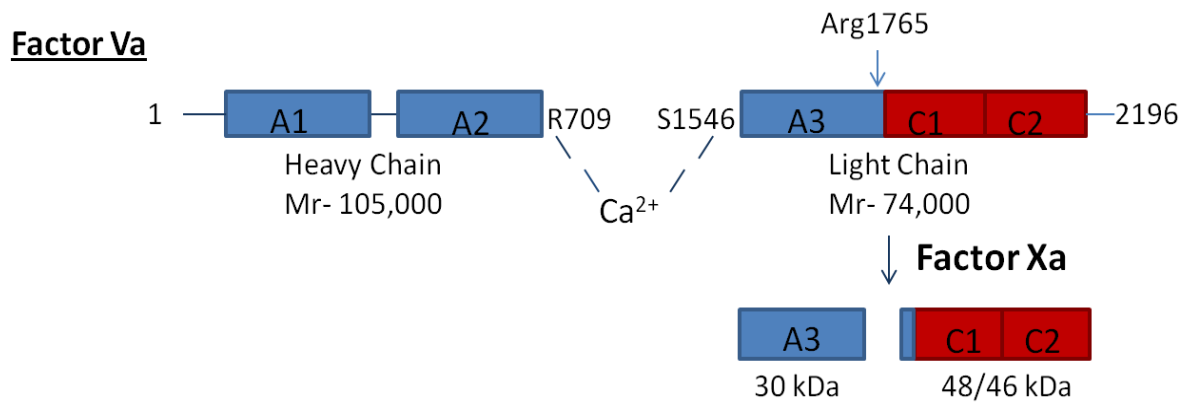 Factor Va
Arg1765
1
A1
A2
R709
S1546
A3
C1
C2
2196
Heavy Chain
Mr- 105,000
Ca²⁺
Light Chain
Mr- 74,000
Factor Xa
A3
C1
C2
30 kDa
48/46 kDa